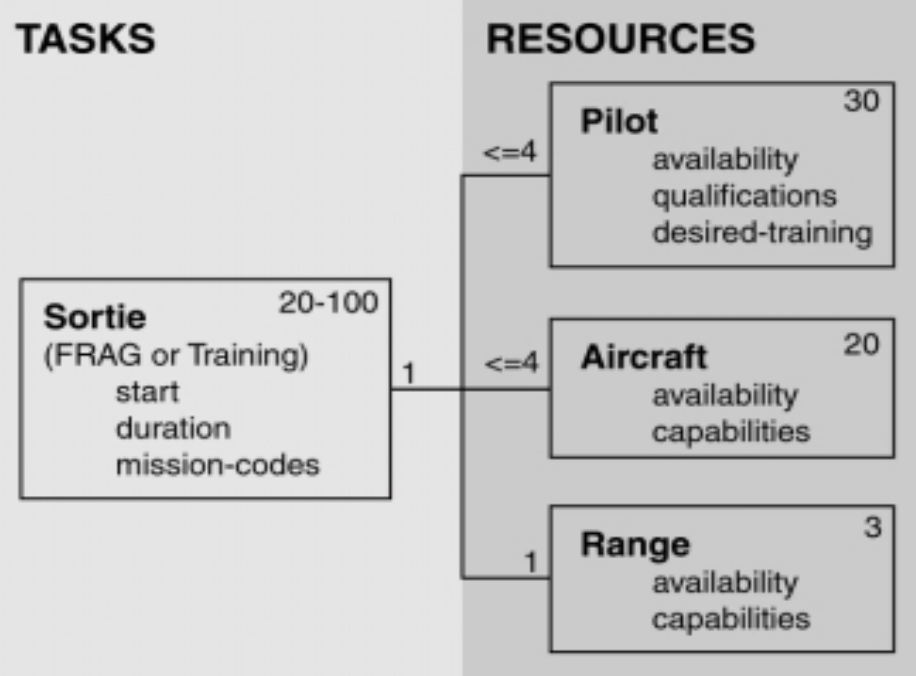 TASKS
RESOURCES
30
Pilot
availability
qualifications
desired-training
<=4
20-100
Sortie
(FRAG or Training)
start
duration
mission-codes
1
<=4
20
Aircraft
availability
capabilities
1
3
Range
availability
capabilities